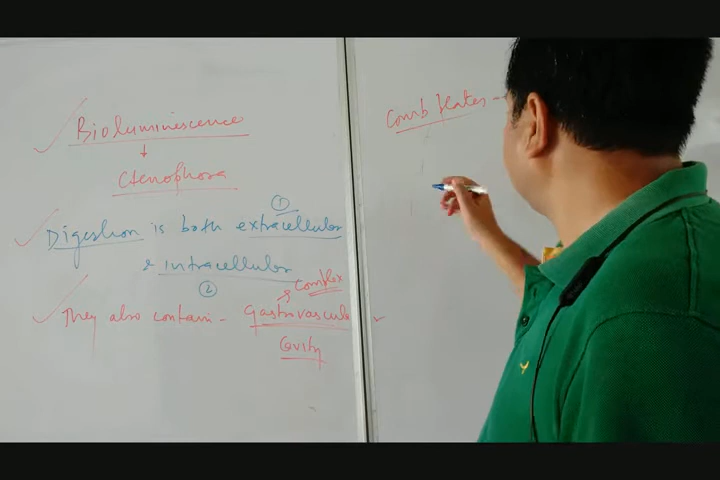 Bioluminescence
Ctenophora
①
Digestion is both extracellular
& intracellular
②
Complex
They also contain - gastrovascular
Cavity
Comb plates -